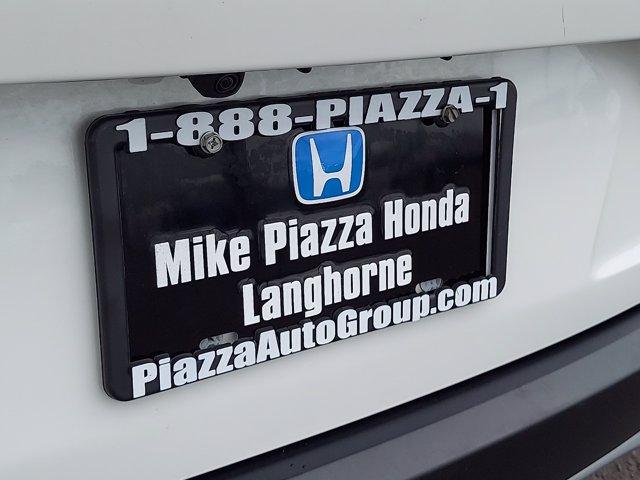 1-888-PIAZZA-1
Mike Piazza Honda
Langhorne
PiazzaAutoGroup.com